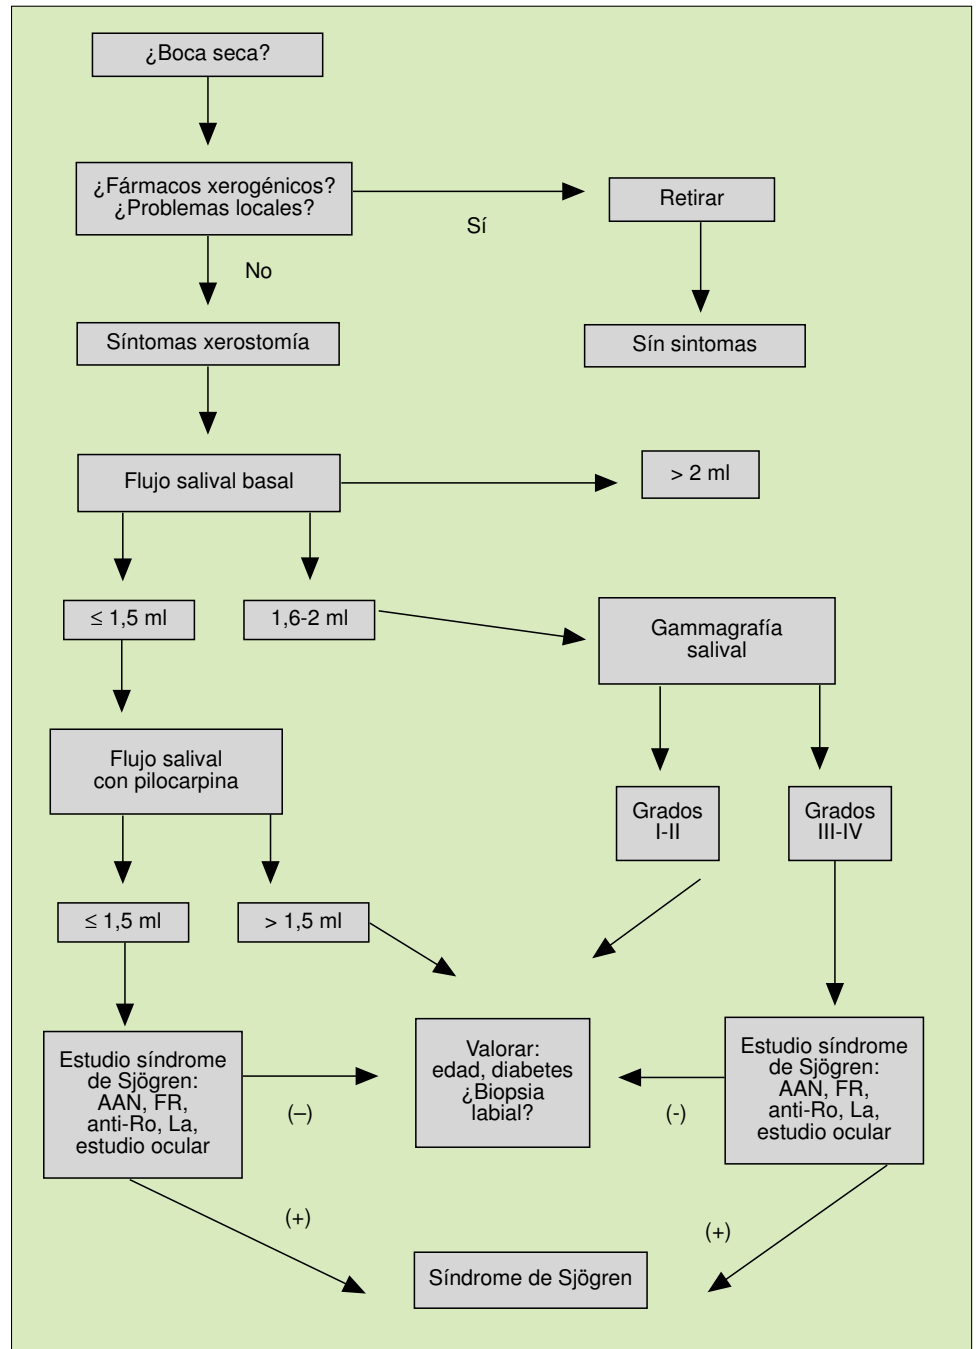 ¿Boca seca?
¿Fármacos xerogénicos?
¿Problemas locales?
Sí
Retirar
No
Síntomas xerostomía
Sín sintomas
Flujo salival basal
> 2 ml
≤ 1,5 ml
1,6-2 ml
Gammagrafía
salival
Flujo salival
con pilocarpina
Grados
I-II
Grados
III-IV
≤ 1,5 ml
> 1,5 ml
Estudio síndrome
de Sjögren:
AAN, FR,
anti-Ro, La,
estudio ocular
(–)
Valorar:
edad, diabetes
¿Biopsia
labial?
(-)
Estudio síndrome
de Sjögren:
AAN, FR,
anti-Ro, La,
estudio ocular
(+)
(+)
Síndrome de Sjögren